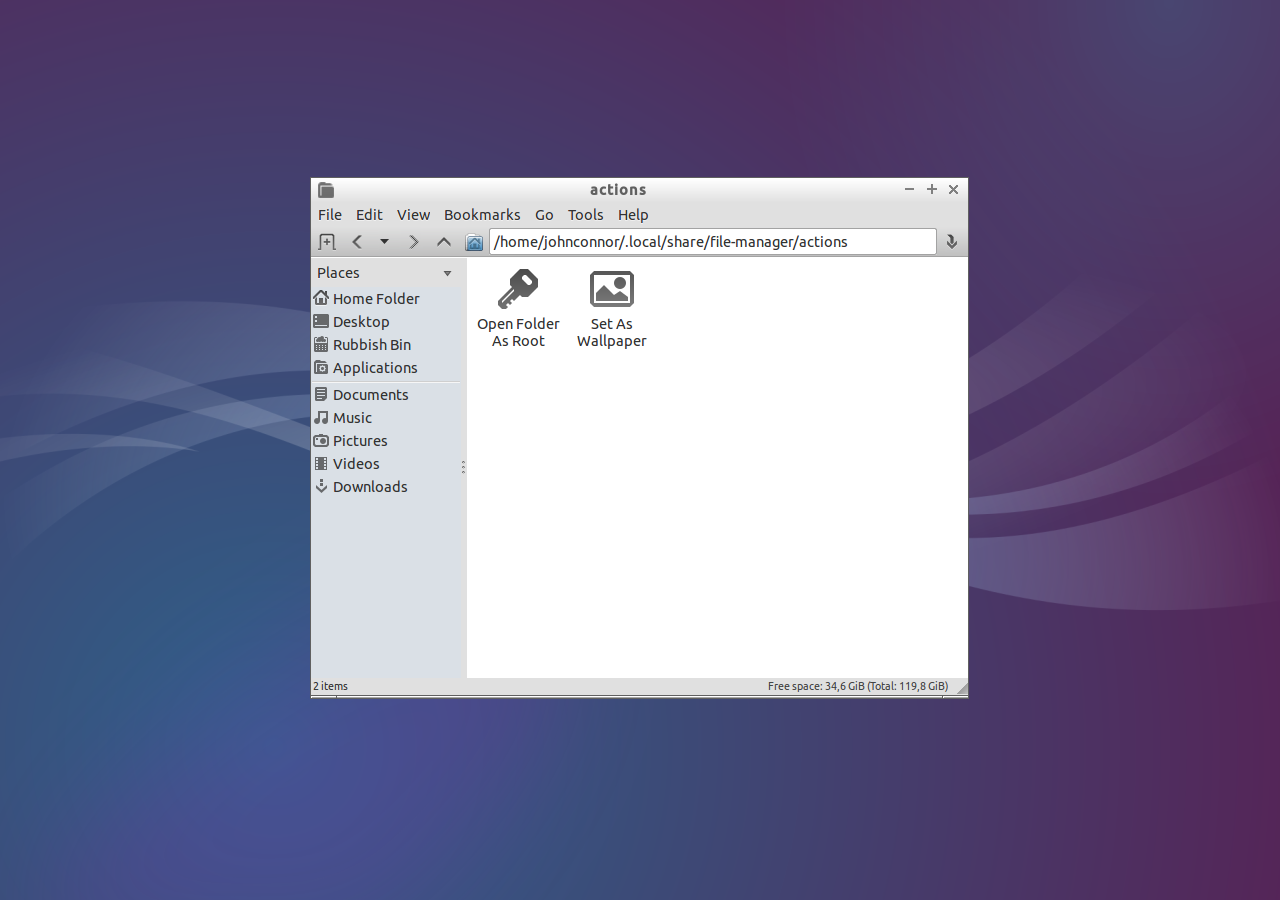 actions
File Edit View Bookmarks Go Tools Help
/home/johnconnor/.local/share/file-manager/actions
Places
Home Folder
Desktop
Rubbish Bin
Applications
Documents
Music
Pictures
Videos
Downloads
Open Folder
As Root
Set As
Wallpaper
2 items
Free space: 34,6 GiB (Total: 119,8 GiB)